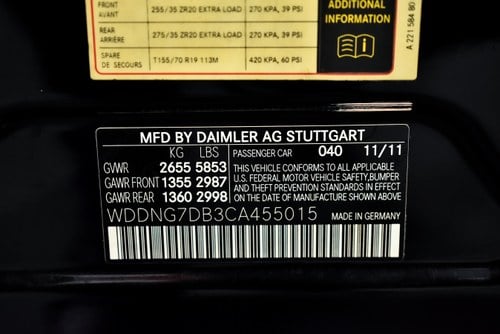 FRONT
AVANT
255/35 ZR20 EXTRA LOAD
270 KPA, 39 PSI
REAR
ARRIERE
275/35 ZR20 EXTRA LOAD
270 KPA, 39 PSI
SPARE
DE SECOURS
T155/70 R19 113M
420 KPA, 60 PSI
ADDITIONAL
INFORMATION
A 221 584 80
MFD BY DAIMLER AG STUTTGART
KG LBS
GVWR 2655 5853
GAWR FRONT 1355 2987
GAWR REAR 1360 2998
PASSENGER CAR 040 11/11
THIS VEHICLE CONFORMS TO ALL APPLICABLE
U.S. FEDERAL MOTOR VEHICLE SAFETY, BUMPER
AND THEFT PREVENTION STANDARDS IN EFFECT
ON THE DATE OF MANUFACTURE SHOWN ABOVE
WDDNG7DB3CA455015
MADE IN GERMANY